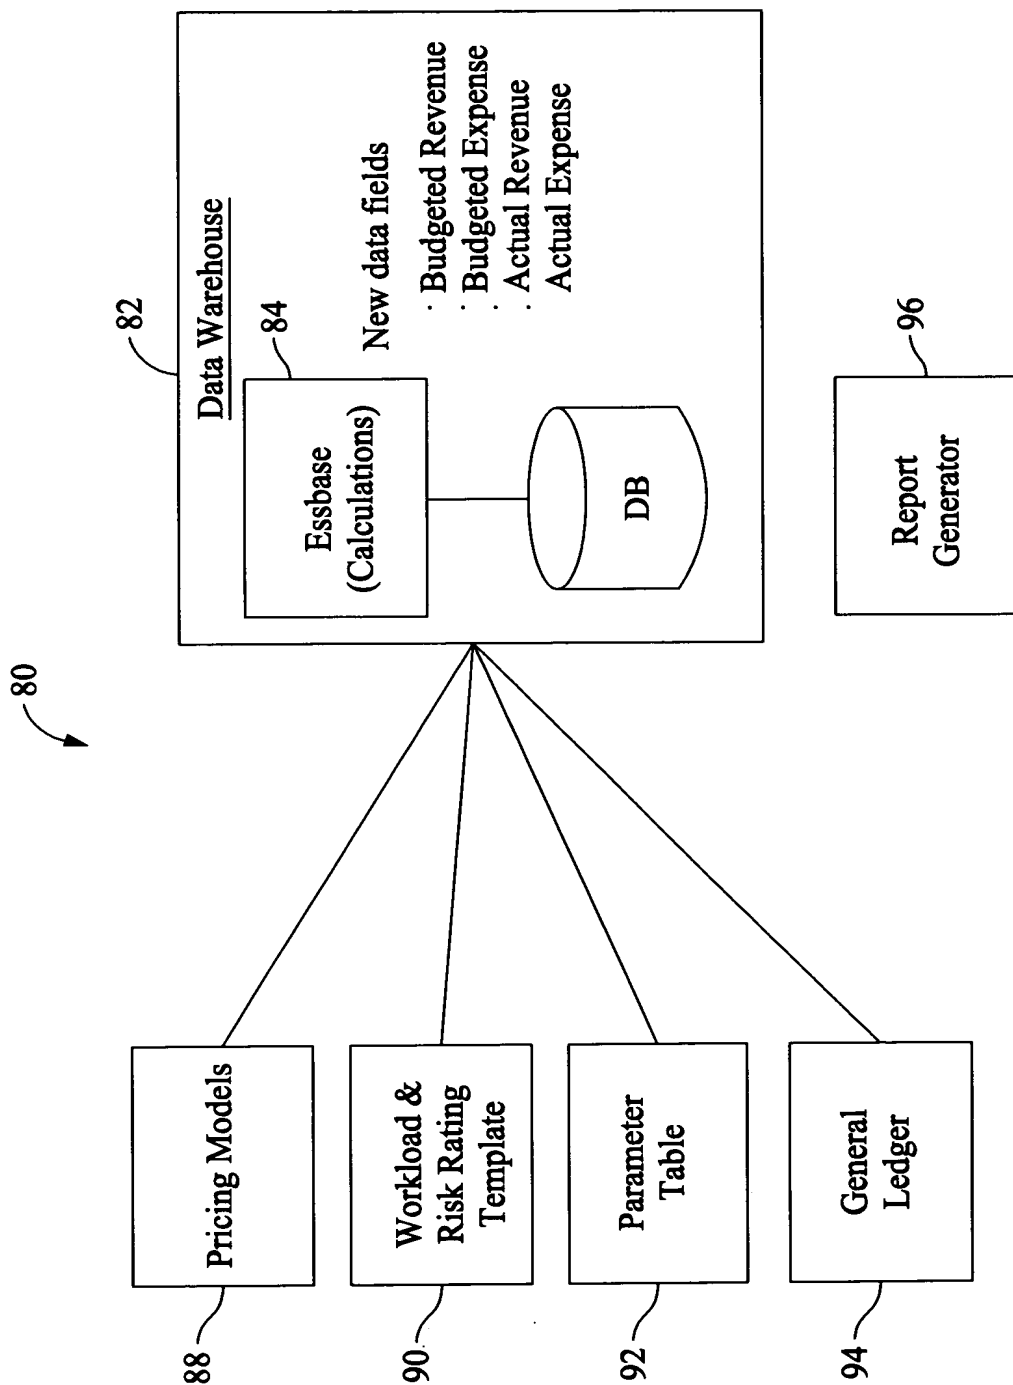 80
82
Data Warehouse
84
Essbase
(Calculations)
New data fields
· Budgeted Revenue
· Budgeted Expense
· Actual Revenue
· Actual Expense
DB
88
Pricing Models
90
Workload &
Risk Rating
Template
92
Parameter
Table
94
General
Ledger
96
Report
Generator